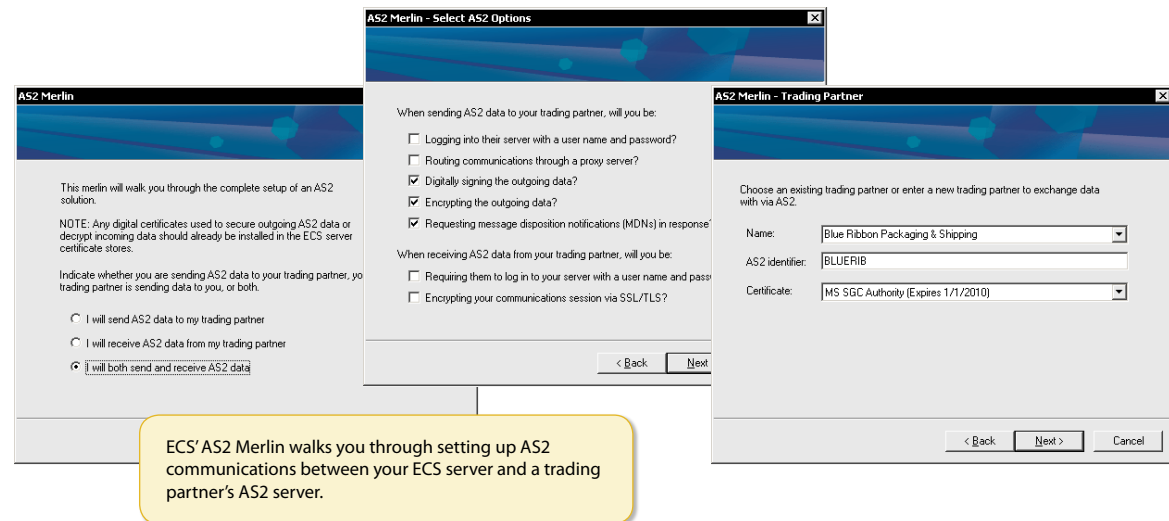 AS2 Merlin
This merlin will walk you through the complete setup of an AS2
solution.
NOTE: Any digital certificates used to secure outgoing AS2 data or
decrypt incoming data should already be installed in the ECS server
certificate stores.
Indicate whether you are sending AS2 data to your trading partner, yo
trading partner is sending data to you, or both.
I will send AS2 data to my trading partner
I will receive AS2 data from my trading partner
I will both send and receive AS2 data
AS2 Merlin - Select AS2 Options
When sending AS2 data to your trading partner, will you be:
Logging into their server with a user name and password?
Routing communications through a proxy server?
Digitally signing the outgoing data?
Encrypting the outgoing data?
Requesting message disposition notifications (MDNs) in response?
When receiving AS2 data from your trading partner, will you be:
Requiring them to log in to your server with a user name and pass
Encrypting your communications session via SSL/TLS?
< Back Next
AS2 Merlin - Trading Partner
Choose an existing trading partner or enter a new trading partner to exchange data
with via AS2.
Name: Blue Ribbon Packaging & Shipping
AS2 identifier: BLUERIB
Certificate: MS SGC Authority (Expires 1/1/2010)
< Back Next > Cancel
ECS' AS2 Merlin walks you through setting up AS2
communications between your ECS server and a trading
partner's AS2 server.